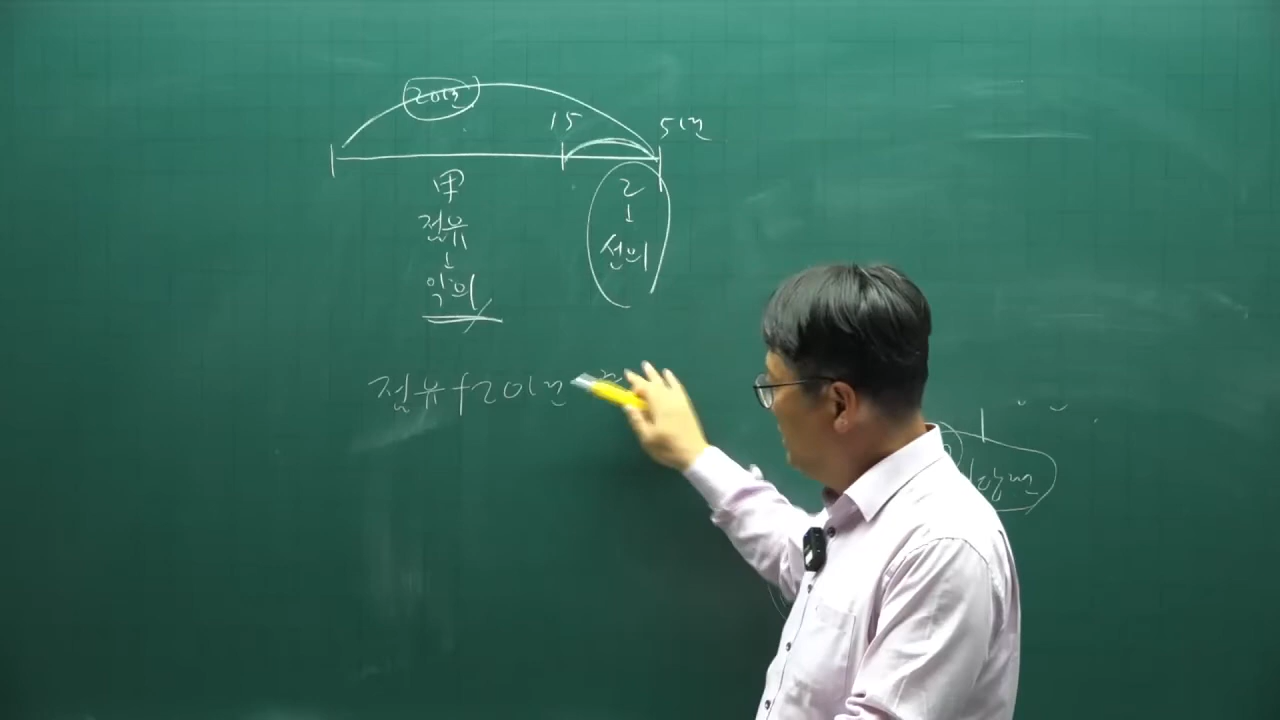 20년
15 5년
甲 乙
점유 ↓
↓ 선의
악의
점유+20년